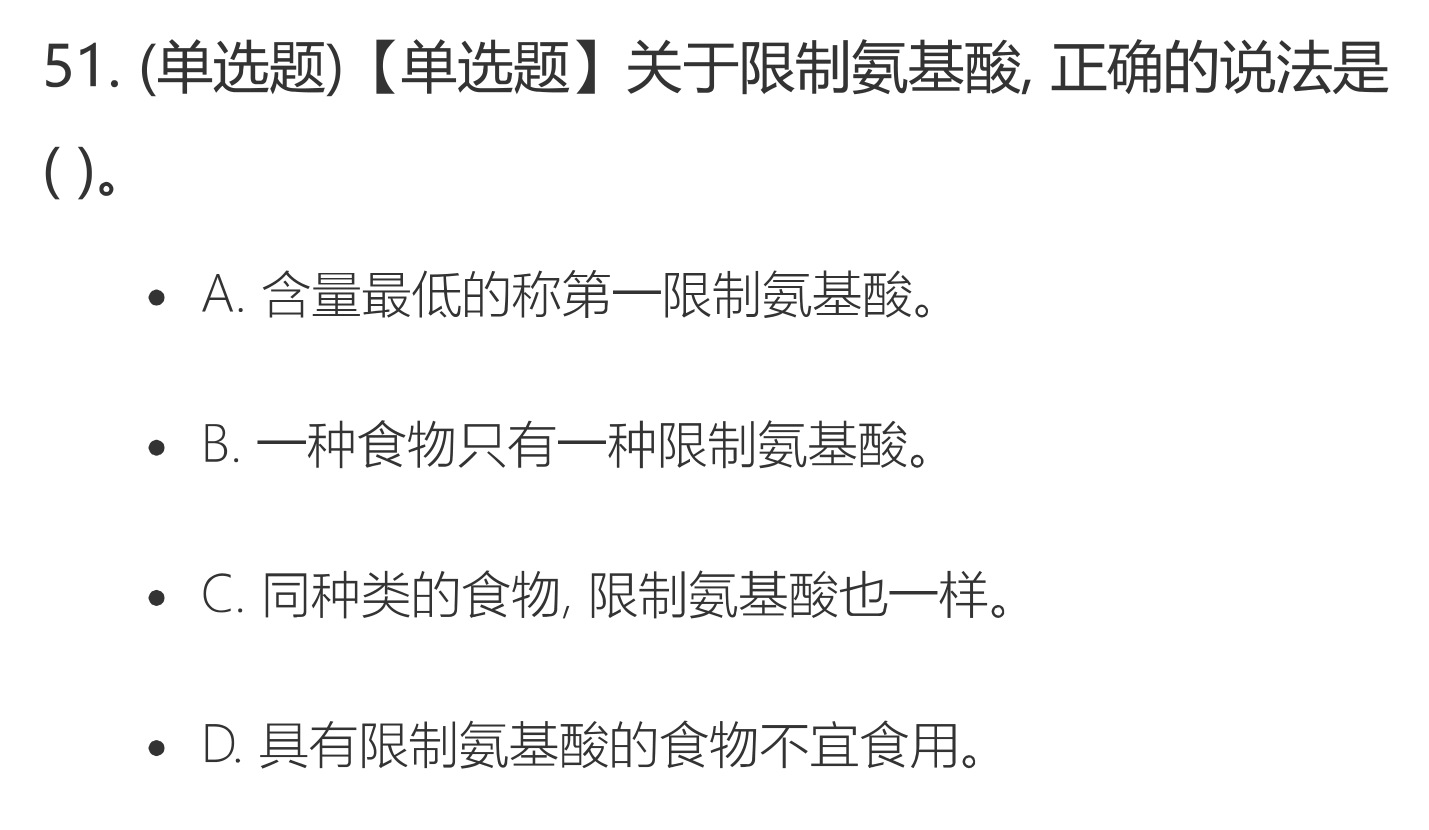 51. (单选题)【单选题】关于限制氨基酸, 正确的说法是
( )。
• A. 含量最低的称第一限制氨基酸。
• B. 一种食物只有一种限制氨基酸。
• C. 同种类的食物, 限制氨基酸也一样。
• D. 具有限制氨基酸的食物不宜食用。